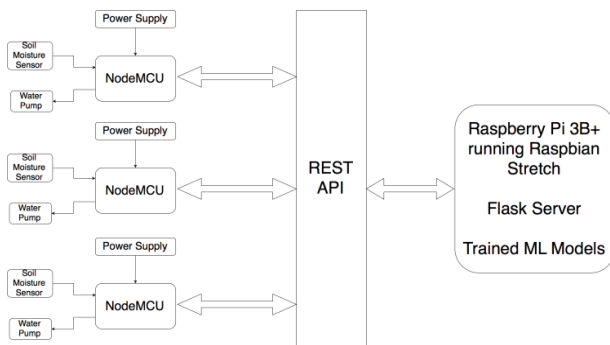 Power Supply
Soil
Moisture
Sensor
NodeMCU
Water
Pump
Power Supply
Soil
Moisture
Sensor
NodeMCU
Water
Pump
Power Supply
Soil
Moisture
Sensor
NodeMCU
Water
Pump
REST
API
Raspberry Pi 3B+
running Raspbian
Stretch
Flask Server
Trained ML Models